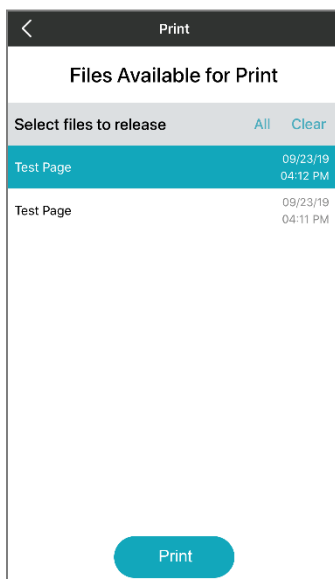 Print
Files Available for Print
Select files to release All Clear
Test Page 09/23/19
04:12 PM
Test Page 09/23/19
04:11 PM
Print